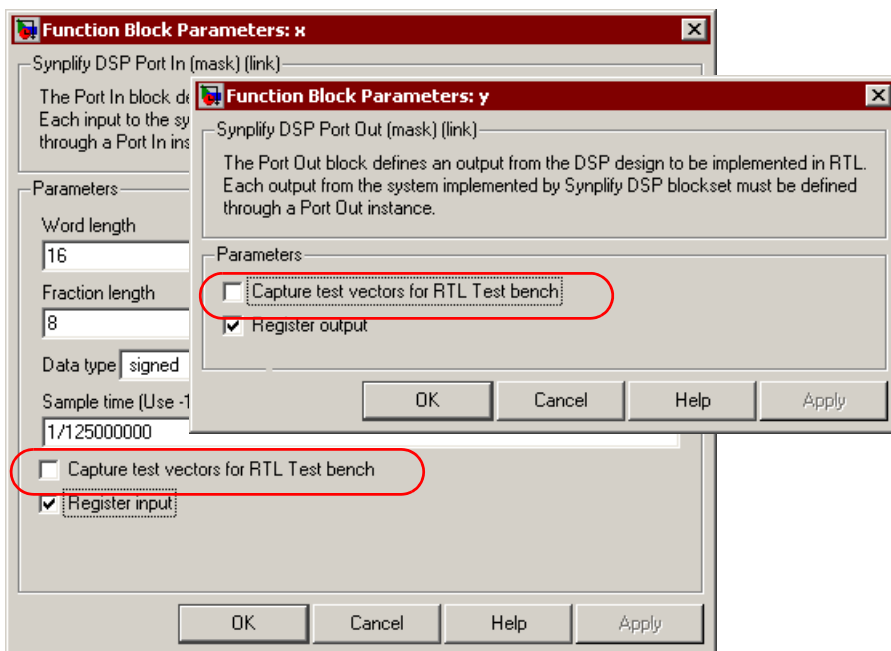 Function Block Parameters: x
Synplify DSP Port In (mask) (link)
The Port In block de
Each input to the sy
through a Port In ins
Parameters
Word length
16
Fraction length
8
Data type signed
Sample time (Use -1
1/125000000
Capture test vectors for RTL Test bench
Register input
OK Cancel Help Apply
Function Block Parameters: y
Synplify DSP Port Out (mask) (link)
The Port Out block defines an output from the DSP design to be implemented in RTL.
Each output from the system implemented by Synplify DSP blockset must be defined
through a Port Out instance.
Parameters
Capture test vectors for RTL Test bench
Register output
OK Cancel Help Apply